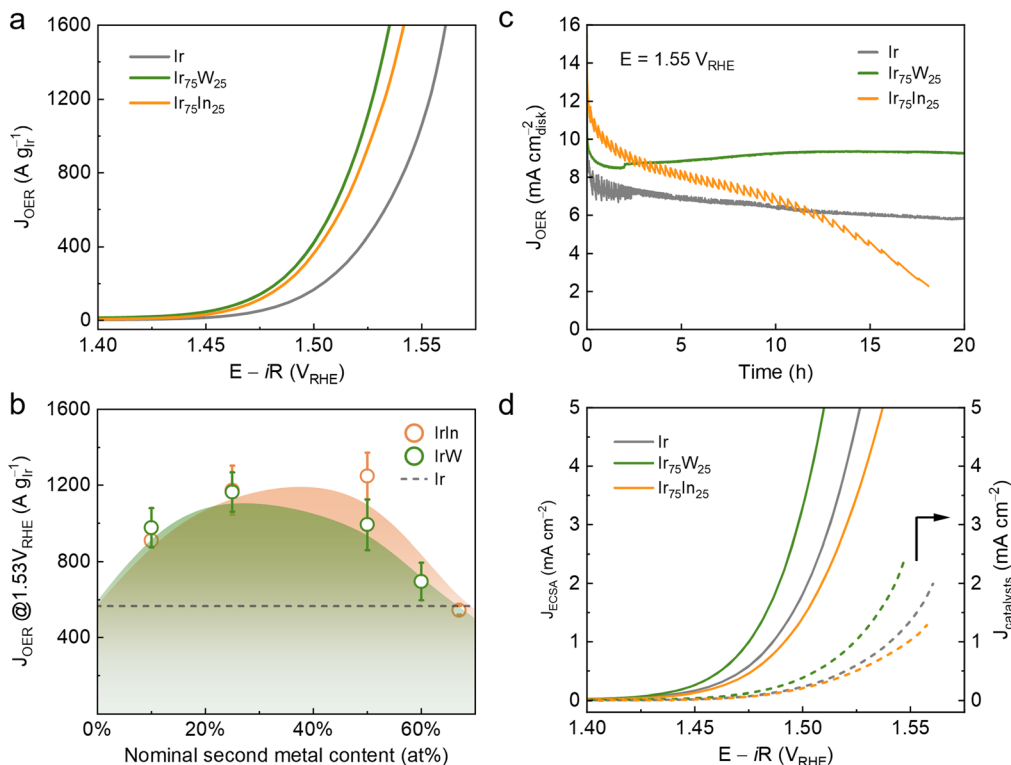 a
1600
1200
800
400
0
J_OER (A g_Ir^−1)
Ir
Ir₇₅W₂₅
Ir₇₅In₂₅
1.40 1.45 1.50 1.55
E − iR (V_RHE)
b
1600
1200
800
400
J_OER @1.53V_RHE (A g_Ir^−1)
IrIn
IrW
Ir
0% 20% 40% 60%
Nominal second metal content (at%)
c
16
14
12
10
8
6
4
2
0
J_OER (mA cm^−2_disk)
E = 1.55 V_RHE
Ir
Ir₇₅W₂₅
Ir₇₅In₂₅
0 5 10 15 20
Time (h)
d
5
4
3
2
1
0
J_ECSA (mA cm^−2)
Ir
Ir₇₅W₂₅
Ir₇₅In₂₅
5
4
3
2
1
0
J_catalysts (mA cm^−2)
1.40 1.45 1.50 1.55
E − iR (V_RHE)